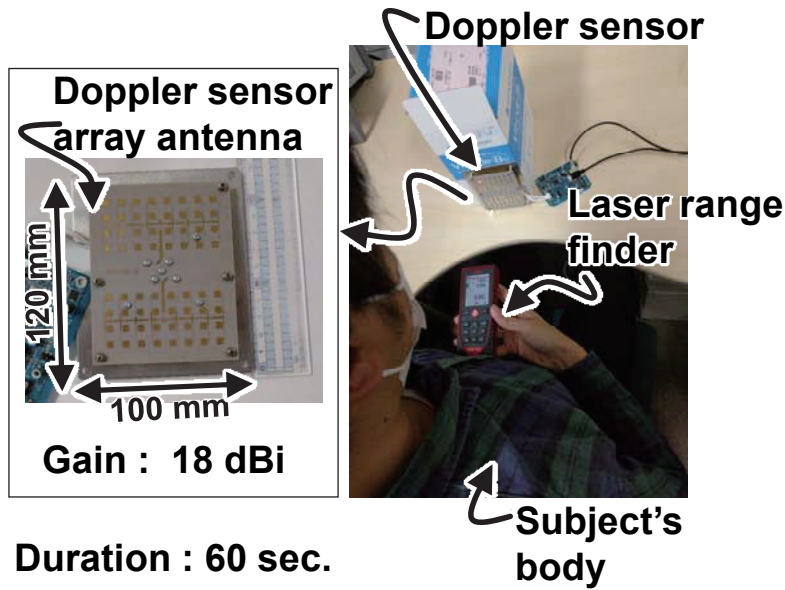 Doppler sensor
Doppler sensor
array antenna
120 mm
100 mm
Gain : 18 dBi
Laser range
finder
Subject's
body
Duration : 60 sec.